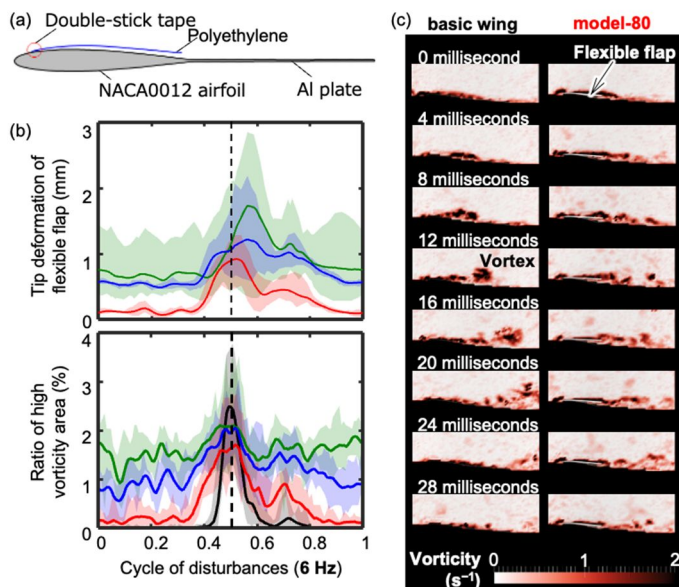 (a)
Double-stick tape
Polyethylene
NACA0012 airfoil
Al plate
(b)
Tip deformation of
flexible flap (mm)
3
2
1
0
Ratio of high
vorticity area (%)
4
3
2
1
0
0.0 0.2 0.4 0.6 0.8 1
Cycle of disturbances (6 Hz)
(c)
basic wing model-80
0 millisecond
Flexible flap
4 milliseconds
8 milliseconds
12 milliseconds
Vortex
16 milliseconds
20 milliseconds
24 milliseconds
28 milliseconds
Vorticity
(s⁻¹)
0 1 2